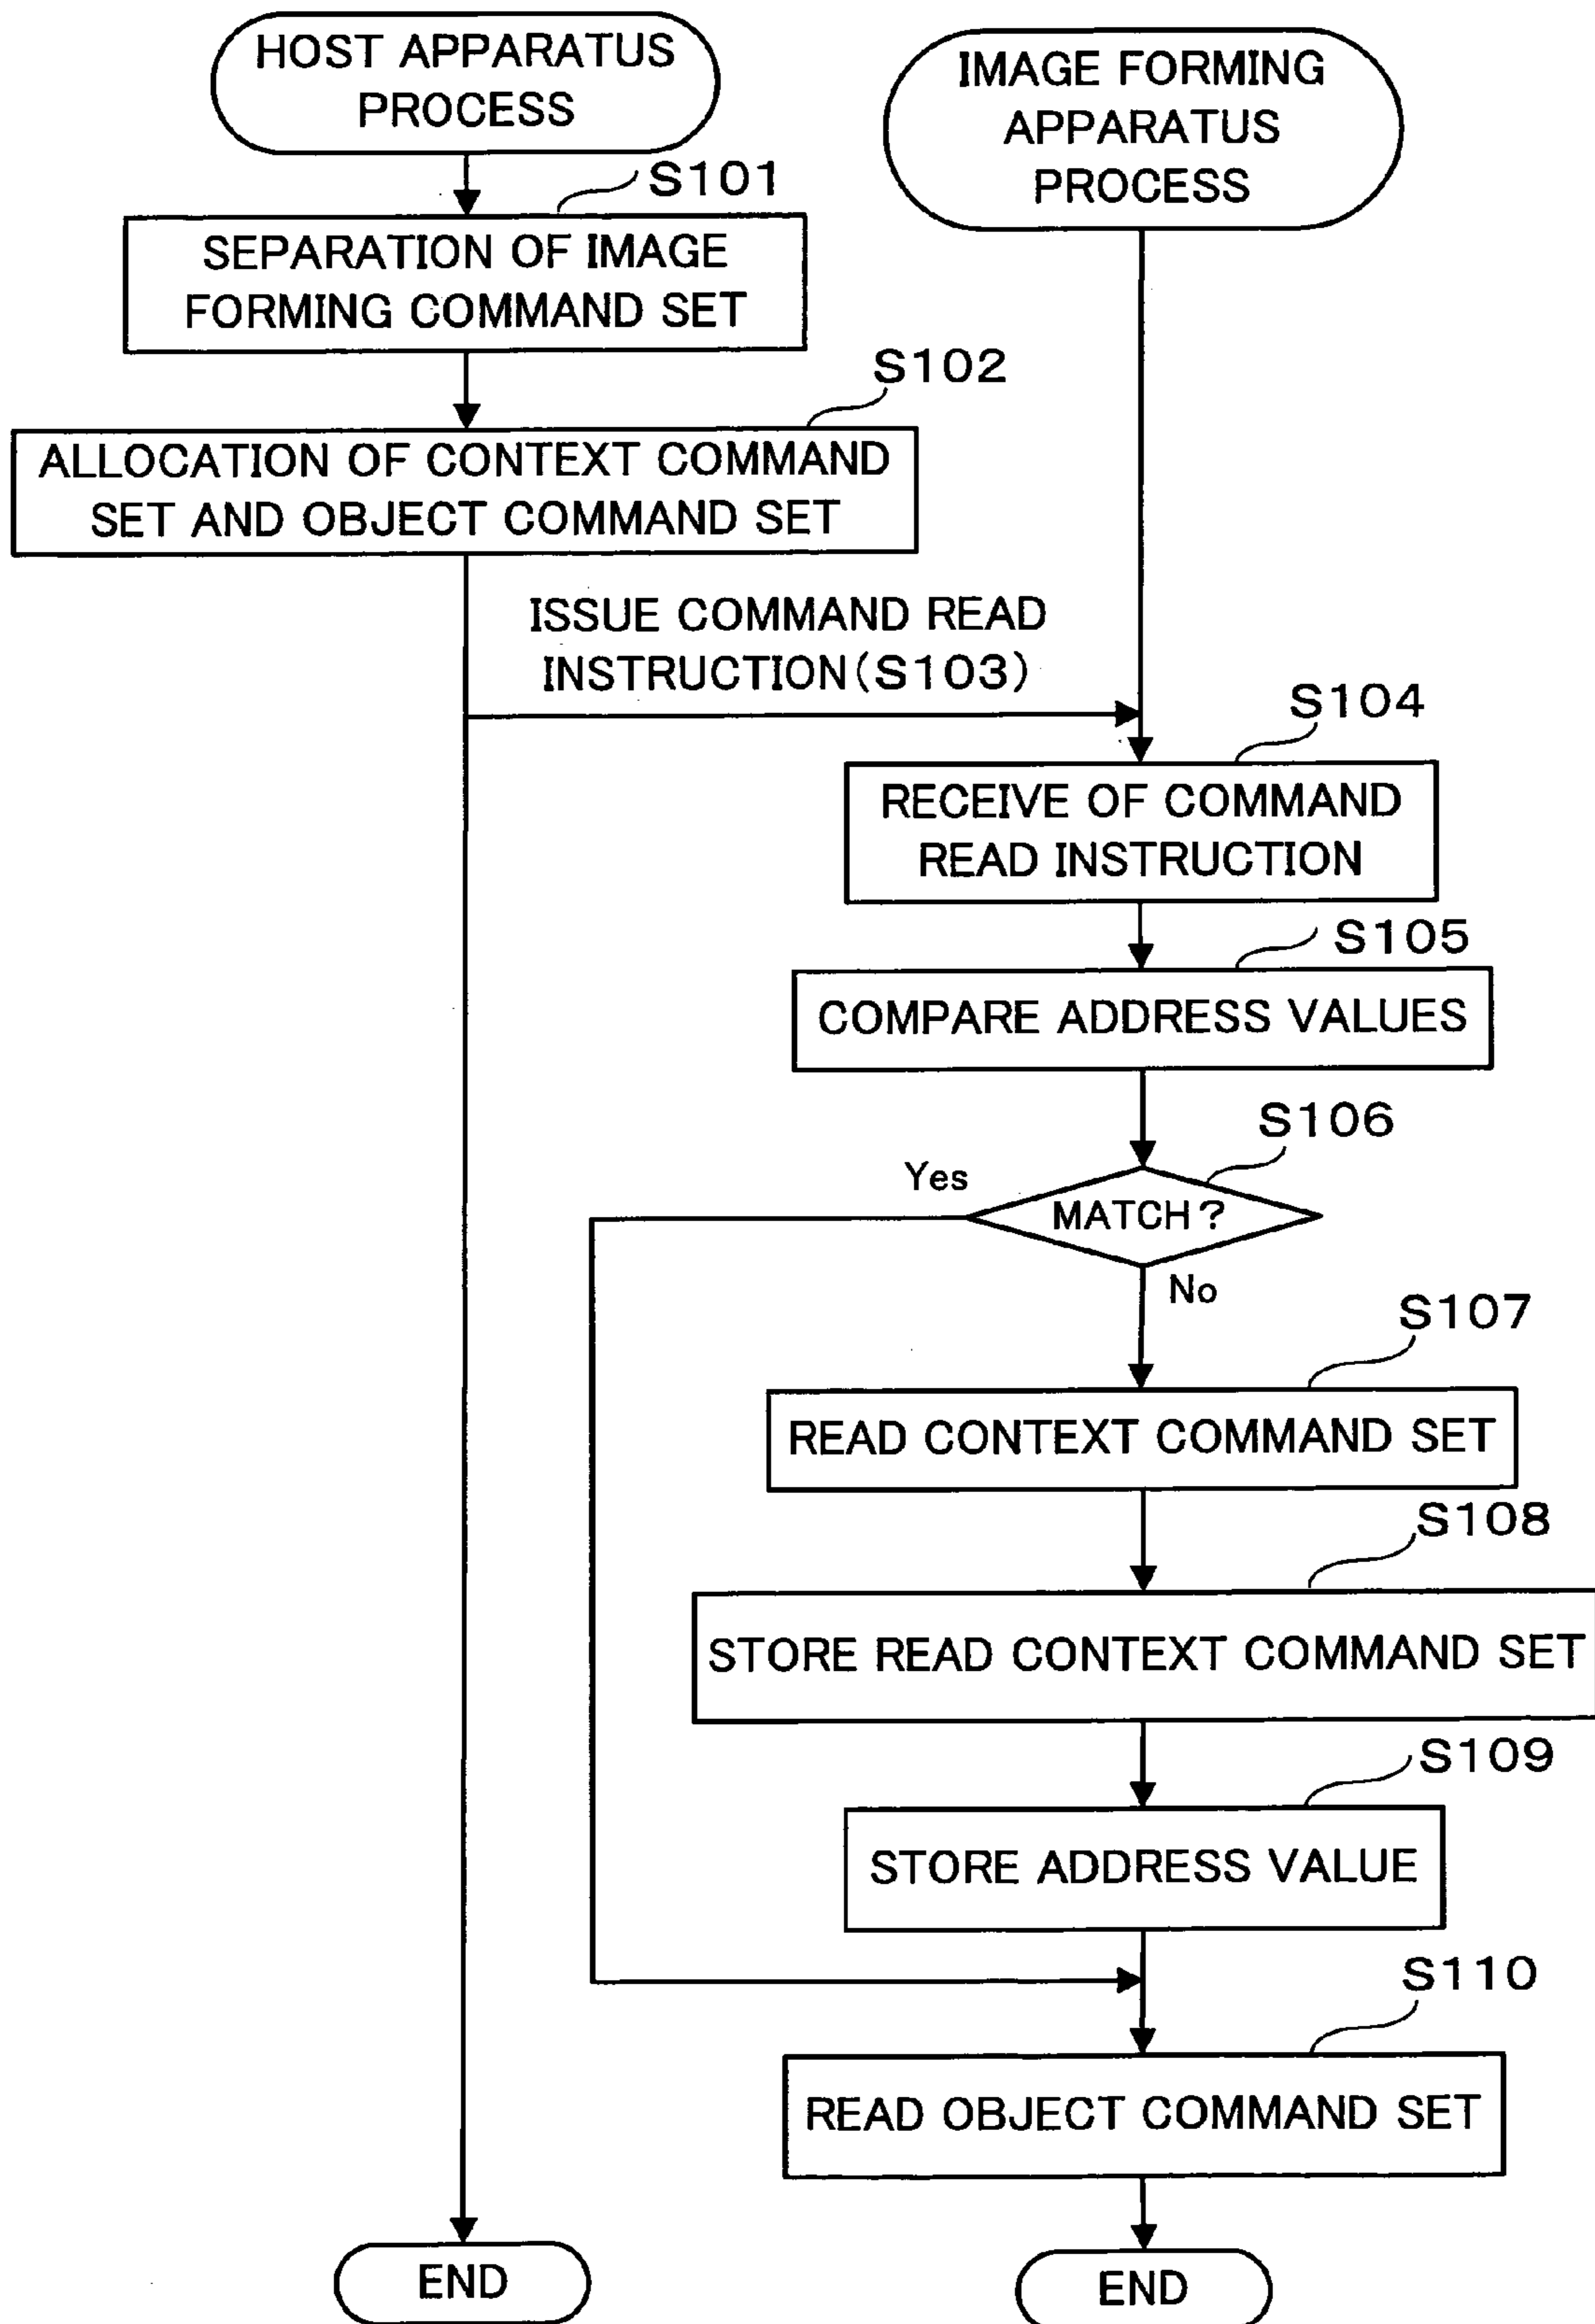 HOST APPARATUS
PROCESS
IMAGE FORMING
APPARATUS
PROCESS
S101
SEPARATION OF IMAGE
FORMING COMMAND SET
S102
ALLOCATION OF CONTEXT COMMAND
SET AND OBJECT COMMAND SET
ISSUE COMMAND READ
INSTRUCTION(S103)
S104
RECEIVE OF COMMAND
READ INSTRUCTION
S105
COMPARE ADDRESS VALUES
S106
Yes
MATCH?
No
S107
READ CONTEXT COMMAND SET
S108
STORE READ CONTEXT COMMAND SET
S109
STORE ADDRESS VALUE
S110
READ OBJECT COMMAND SET
END
END